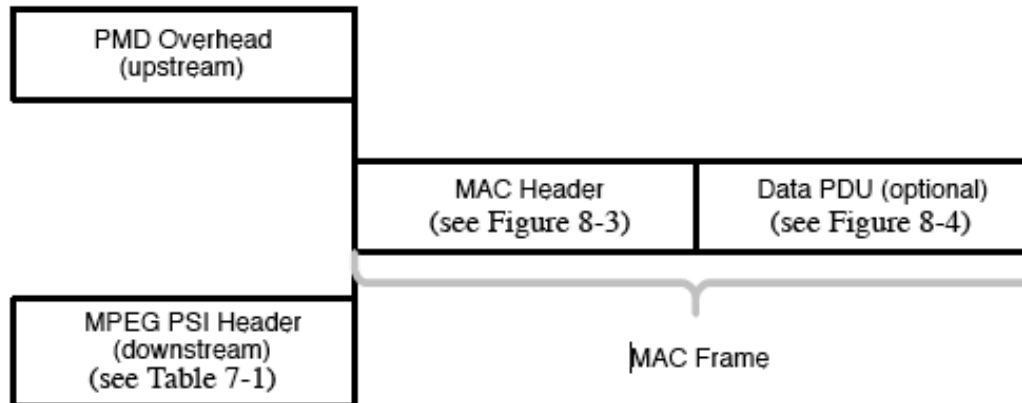 PMD Overhead
(upstream)
MAC Header
(see Figure 8-3)
Data PDU (optional)
(see Figure 8-4)
MPEG PSI Header
(downstream)
(see Table 7-1)
MAC Frame